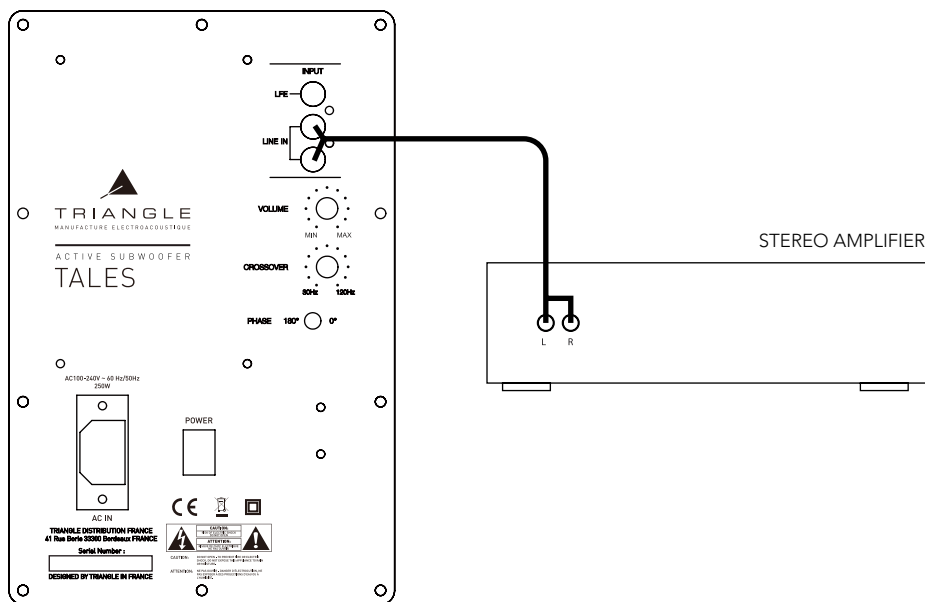 INPUT
LFE
LINE IN
VOLUME
MIN MAX
CROSSOVER
80Hz 120Hz
PHASE 180° 0°
TRIANGLE
MANUFACTURE ELECTROACOUSTIQUE
ACTIVE SUBWOOFER
TALES
STEREO AMPLIFIER
L R
AC100-240V ~ 60 Hz/50Hz
250W
POWER
AC IN
TRIANGLE DISTRIBUTION FRANCE
41 Rue Borie 33300 Bordeaux FRANCE
Serial Number :
DESIGNED BY TRIANGLE IN FRANCE
CE
CAUTION:
ATTENTION:
CAUTION:
ATTENTION: